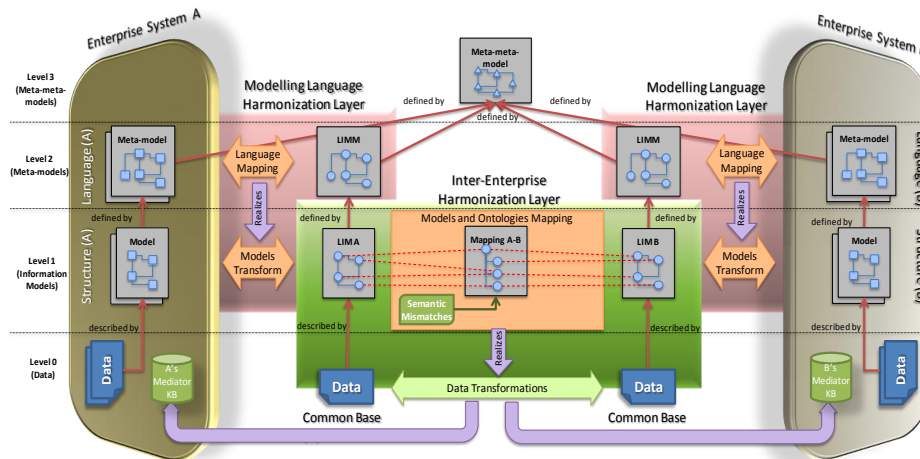 Enterprise System A
Enterprise System
Level 3
(Meta-meta-
models)
Meta-meta-
model
Modelling Language
Harmonization Layer
Modelling Language
Harmonization Layer
defined by
defined by
defined by
Level 2
(Meta-models)
Language (A)
Meta-model
Language
Mapping
LIMM
LIMM
Language
Mapping
Meta-model
Inter-Enterprise
Harmonization Layer
Realizes
Realizes
defined by
defined by
defined by
defined by
Models and Ontologies Mapping
Level 1
(Information
Models)
Structure (A)
Model
Models
Transform
LIM A
Mapping A-B
LIM B
Models
Transform
Model
Semantic
Mismatches
described by
described by
described by
described by
Realizes
Level 0
(Data)
Data
A's
Mediator
KB
Data
Data Transformations
Data
B's
Mediator
KB
Data
Common Base
Common Base